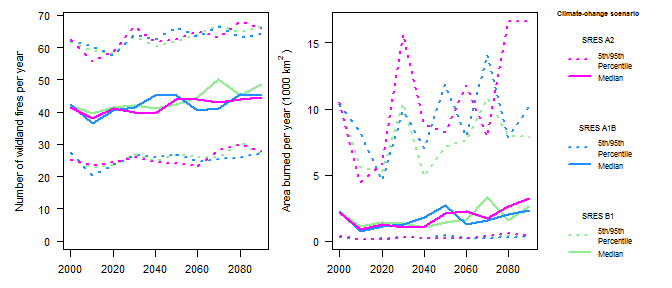 Climate-change scenario
SRES A2
5th/95th
Percentile
Median
SRES A1B
5th/95th
Percentile
Median
SRES B1
5th/95th
Percentile
Median
Number of wildland fires per year
70
60
50
40
30
20
10
0
2000
2020
2040
2060
2080
Area burned per year (1000 km²)
15
10
5
0
2000
2020
2040
2060
2080